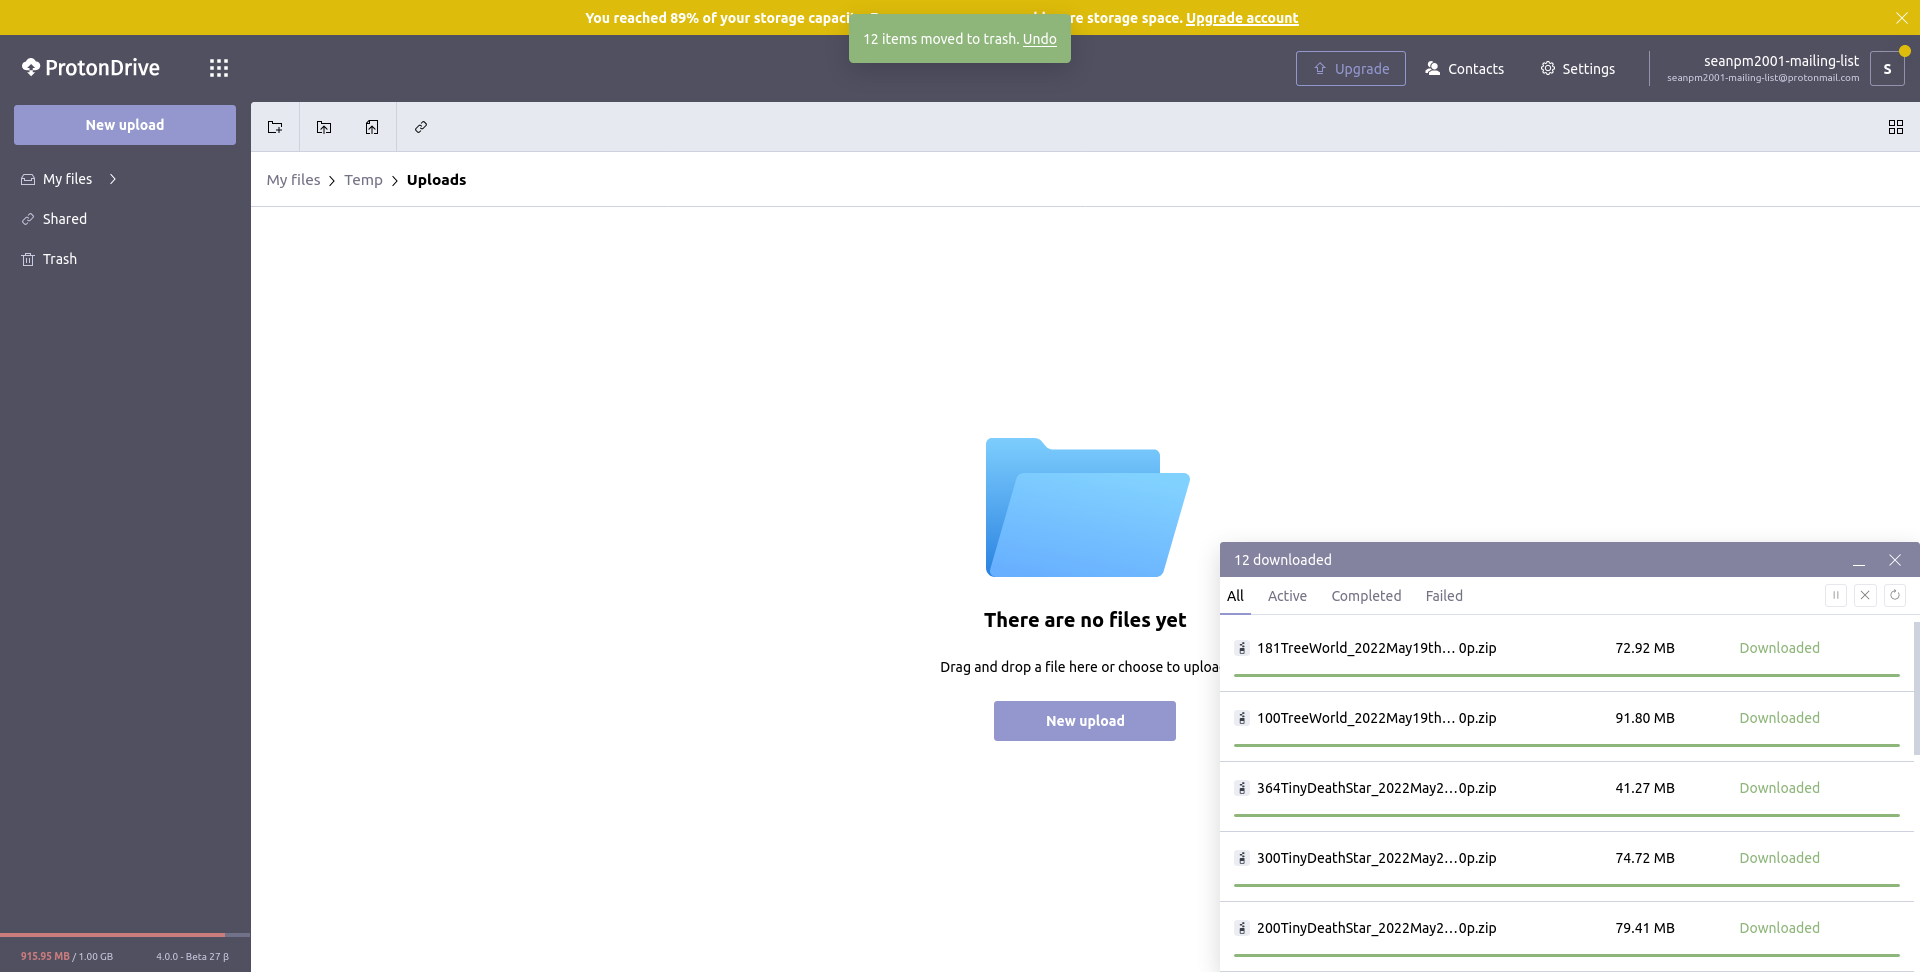 You reached 89% of your storage capaci
re storage space. Upgrade account
12 items moved to trash. Undo
ProtonDrive
Upgrade
Contacts
Settings
seanpm2001-mailing-list
seanpm2001-mailing-list@protonmail.com
S
New upload
My files
Shared
Trash
My files > Temp > Uploads
There are no files yet
Drag and drop a file here or choose to uploa
New upload
12 downloaded
All Active Completed Failed
181TreeWorld_2022May19th… 0p.zip 72.92 MB Downloaded
100TreeWorld_2022May19th… 0p.zip 91.80 MB Downloaded
364TinyDeathStar_2022May2…0p.zip 41.27 MB Downloaded
300TinyDeathStar_2022May2…0p.zip 74.72 MB Downloaded
200TinyDeathStar_2022May2…0p.zip 79.41 MB Downloaded
915.95 MB / 1.00 GB
4.0.0 - Beta 27 β